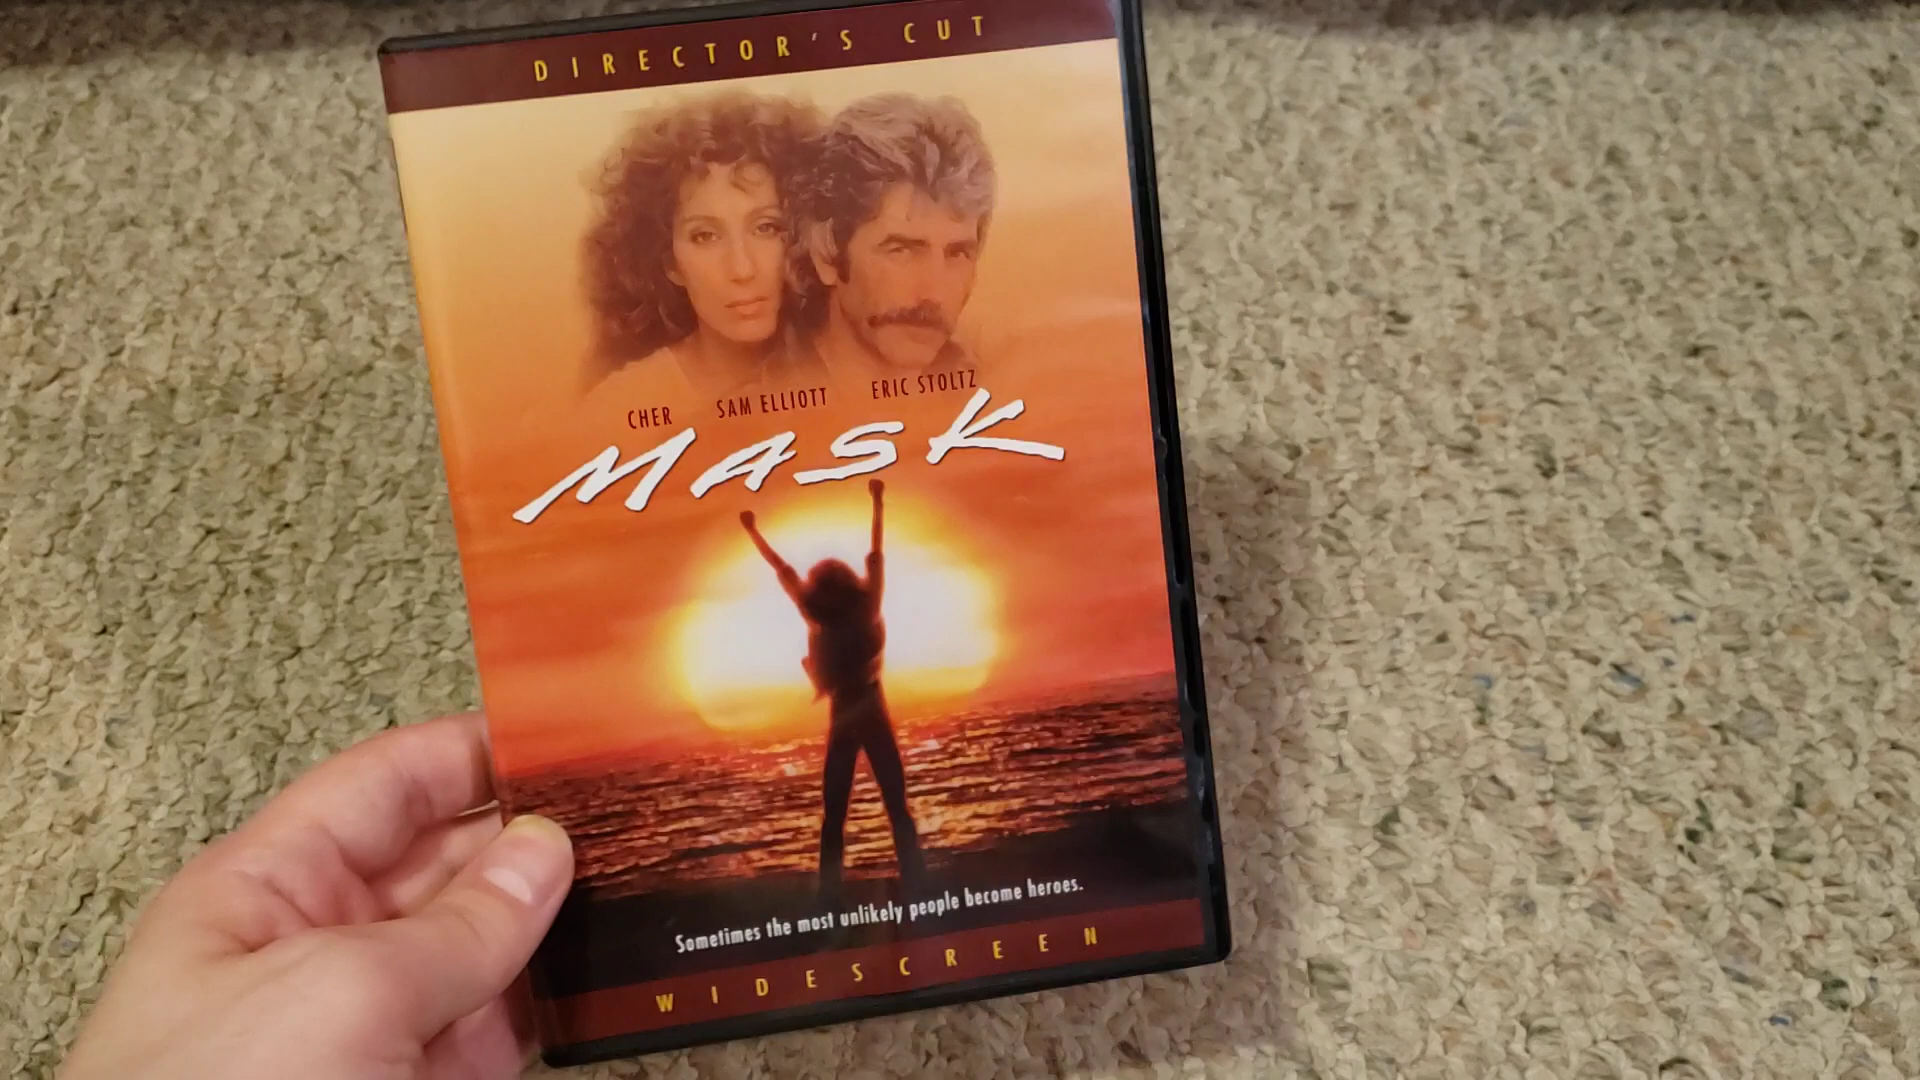 DIRECTOR'S CUT
CHER SAM ELLIOTT ERIC STOLTZ
MASK
Sometimes the most unlikely people become heroes.
WIDESCREEN